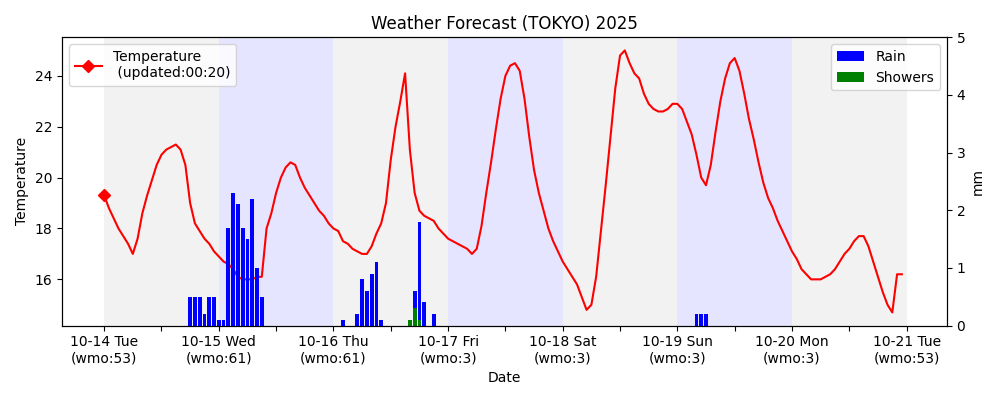 Weather Forecast (TOKYO) 2025
Temperature
(updated:00:20)
Rain
Showers
Temperature
24
22
20
18
16
5
4
3
2
1
0
mm
10-14 Tue
(wmo:53)
10-15 Wed
(wmo:61)
10-16 Thu
(wmo:61)
10-17 Fri
(wmo:3)
10-18 Sat
(wmo:3)
10-19 Sun
(wmo:3)
10-20 Mon
(wmo:3)
10-21 Tue
(wmo:53)
Date